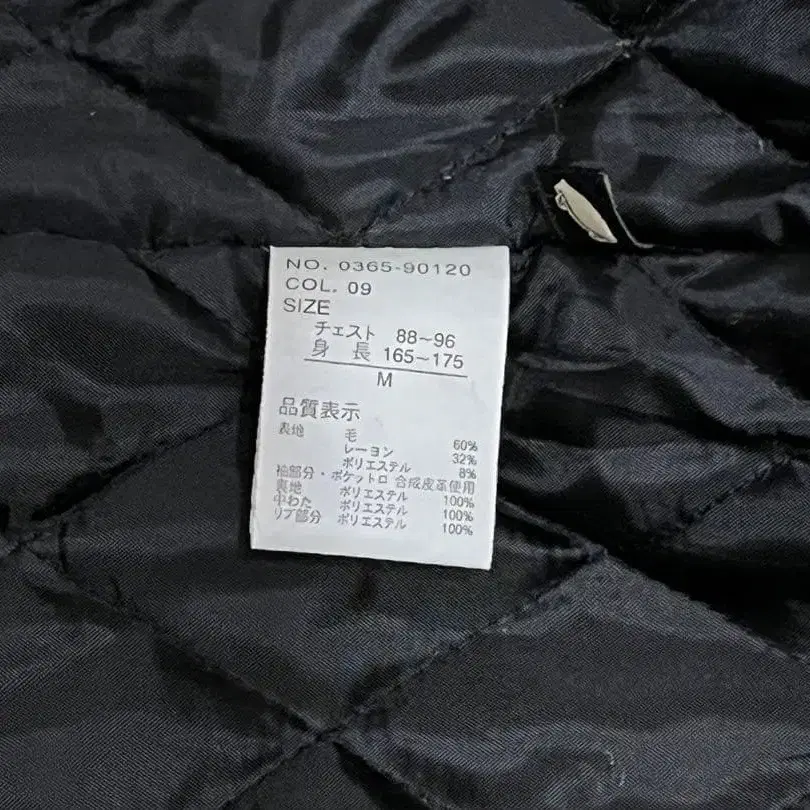 NO. 0365-90120
COL. 09
SIZE
チェスト 88~96
身 長 165~175
M
品質表示
表地 毛 60%
レーヨン 32%
ポリエステル 8%
袖部分・ポケット口 合成皮革使用
裏地 ポリエステル 100%
中わた ポリエステル 100%
リブ部分 ポリエステル 100%